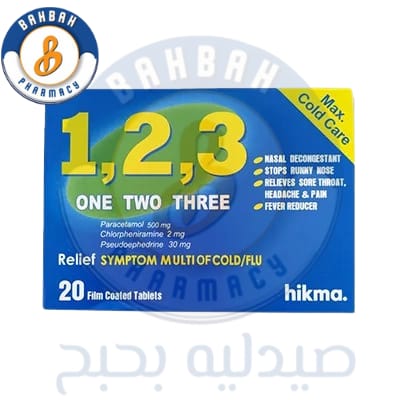 BAHBAH
PHARMACY
BAHBAH
Max.
Cold Care
1,2,3
ONE TWO THREE
NASAL DECONGESTANT
STOPS RUNNY NOSE
RELIEVES SORE THROAT,
HEADACHE & PAIN
FEVER REDUCER
Paracetamol 500 mg
Chlorpheniramine 2 mg
Pseudoephedrine 30 mg
Relief SYMPTOM MULTI OF COLD/FLU
PHARMACY
20 Film Coated Tablets
hikma.
صيدليه بحبح